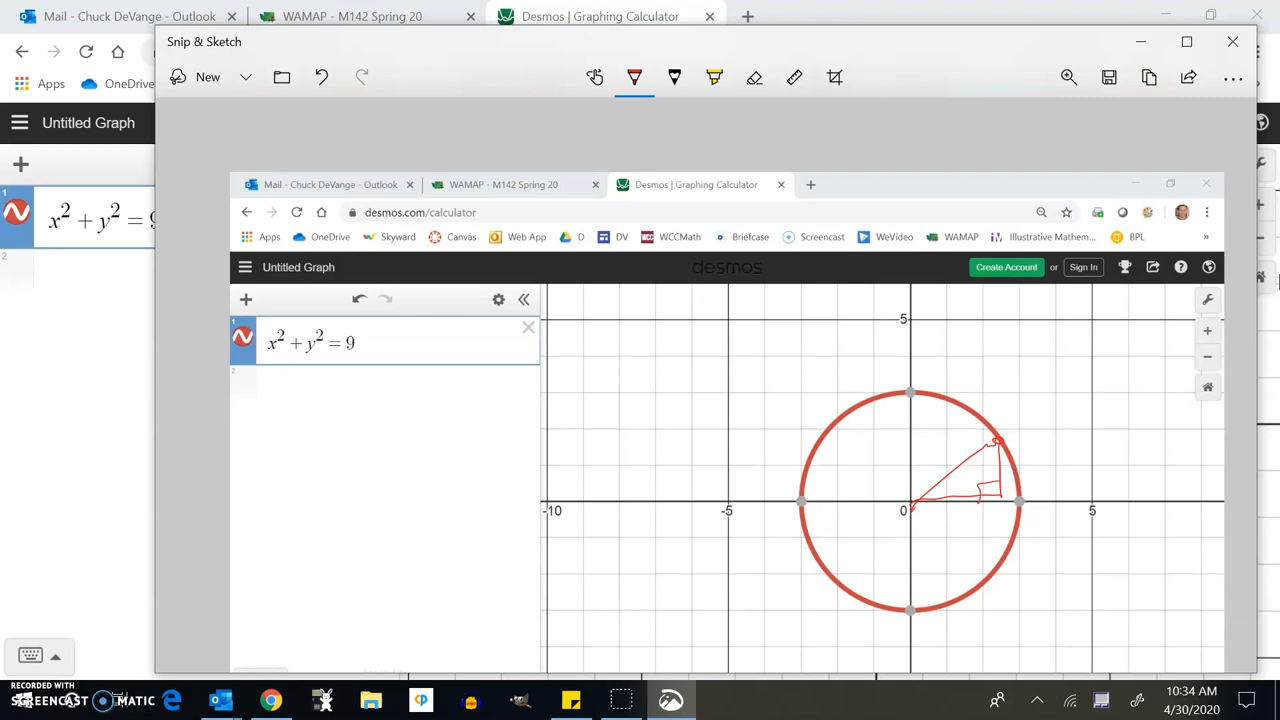 Mail - Chuck DeVange - Outlook
WAMAP - M142 Spring 20
Desmos | Graphing Calculator
Snip & Sketch
Apps
OneDrive
New
Untitled Graph
1
x² + y² = 9
2
Mail - Chuck DeVange - Outlook
WAMAP - M142 Spring 20
Desmos | Graphing Calculator
desmos.com/calculator
Apps
OneDrive
Skyward
Canvas
Web App
D
DV
WCCMath
Briefcase
Screencast
WeVideo
WAMAP
Illustrative Mathem...
BPL
»
Untitled Graph
desmos
Create Account
or
Sign In
1
x² + y² = 9
2
5
-10
-5
0
5
RECORDED WITH
SCREENCAST MATIC
10:34 AM
4/30/2020